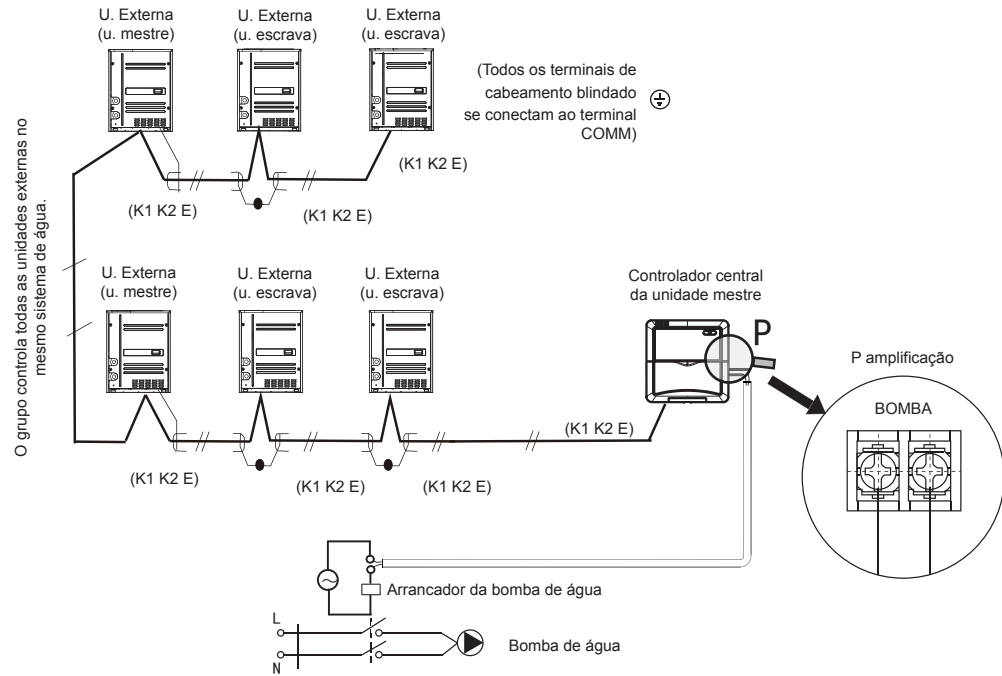 U. Externa
(u. mestre)
U. Externa
(u. escrava)
U. Externa
(u. escrava)
(Todos os terminais de
cabeamento blindado
se conectam ao terminal
COMM)
(K1 K2 E)
(K1 K2 E)
(K1 K2 E)
O grupo controla todas as unidades externas no
mesmo sistema de água.
U. Externa
(u. mestre)
U. Externa
(u. escrava)
U. Externa
(u. escrava)
Controlador central
da unidade mestre
P
P amplificação
BOMBA
(K1 K2 E)
(K1 K2 E)
(K1 K2 E)
(K1 K2 E)
Arrancador da bomba de água
L
N
Bomba de água